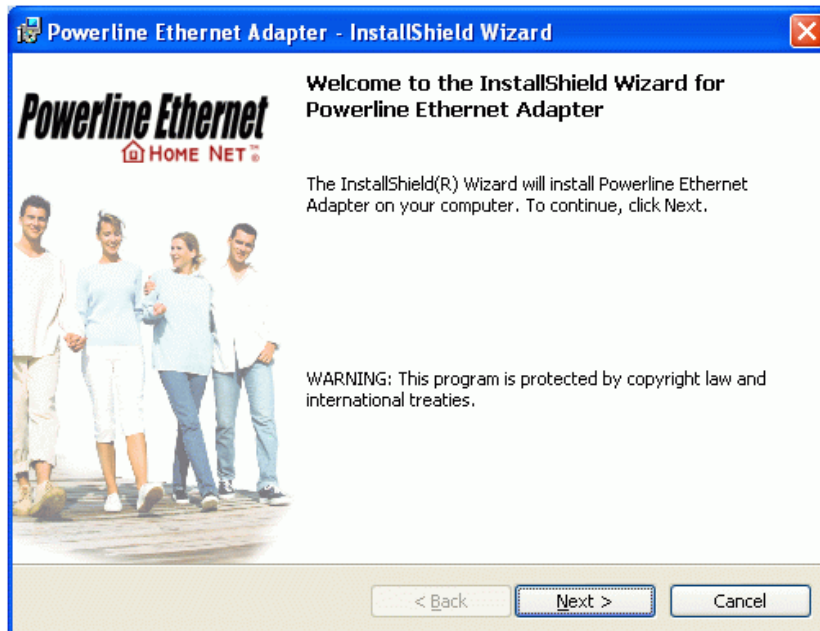 Powerline Ethernet Adapter - InstallShield Wizard
Powerline Ethernet
HOME NET™®
Welcome to the InstallShield Wizard for
Powerline Ethernet Adapter
The InstallShield(R) Wizard will install Powerline Ethernet
Adapter on your computer. To continue, click Next.
WARNING: This program is protected by copyright law and
international treaties.
< Back
Next >
Cancel